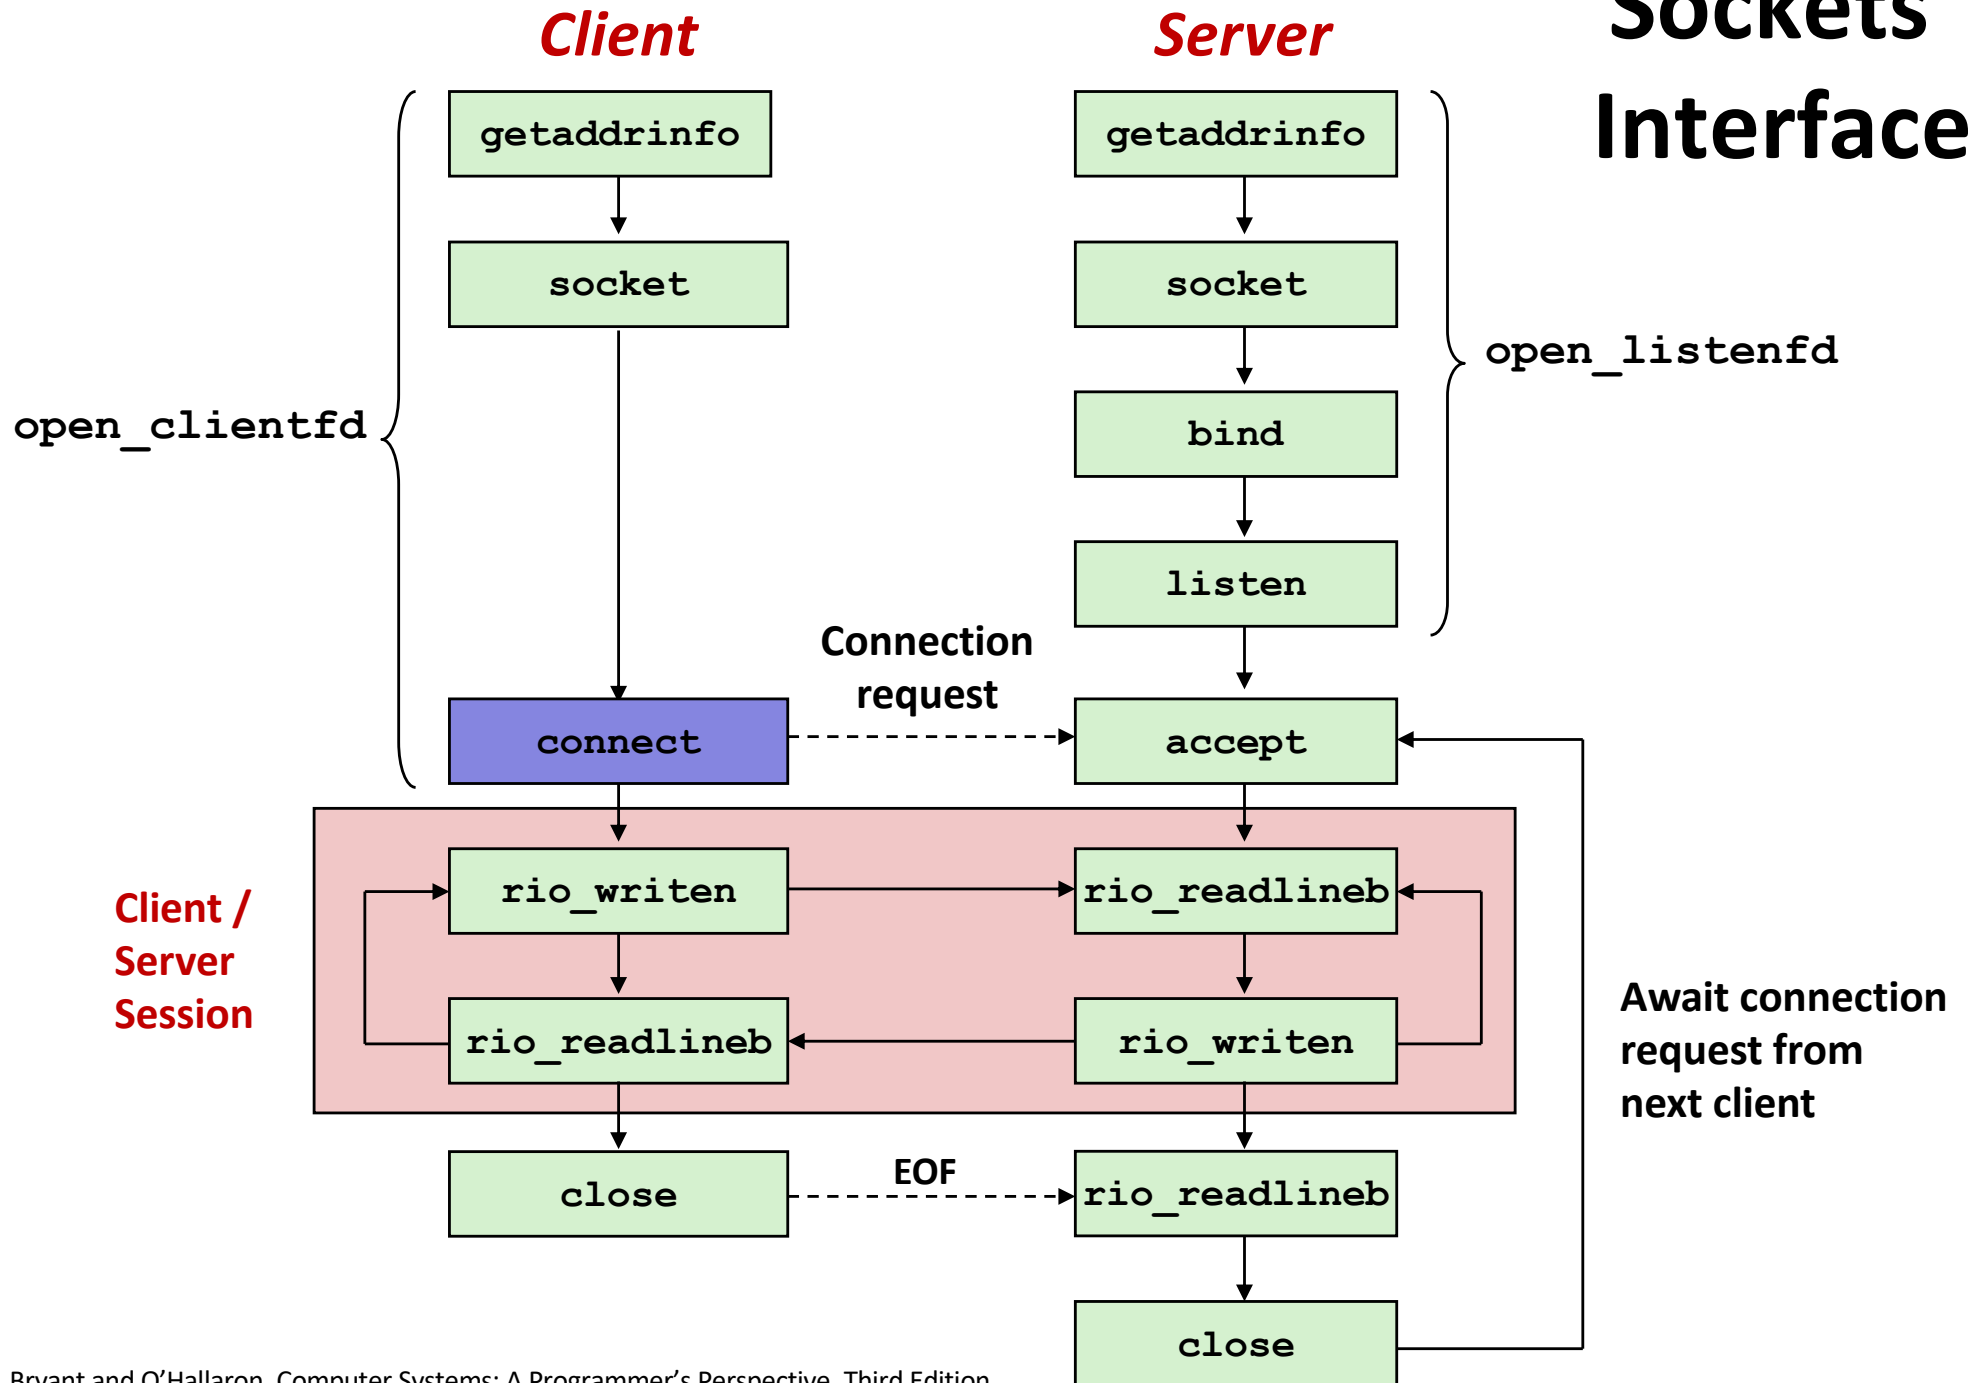 Sockets
Interface
Client
Server
getaddrinfo
getaddrinfo
socket
socket
open_listenfd
open_clientfd
bind
listen
Connection
request
connect
accept
Client /
Server
Session
rio_writen
rio_readlineb
rio_readlineb
rio_writen
Await connection
request from
next client
close
EOF
rio_readlineb
close
Bryant and O'Hallaron, Computer Systems: A Programmer's Perspective, Third Edition